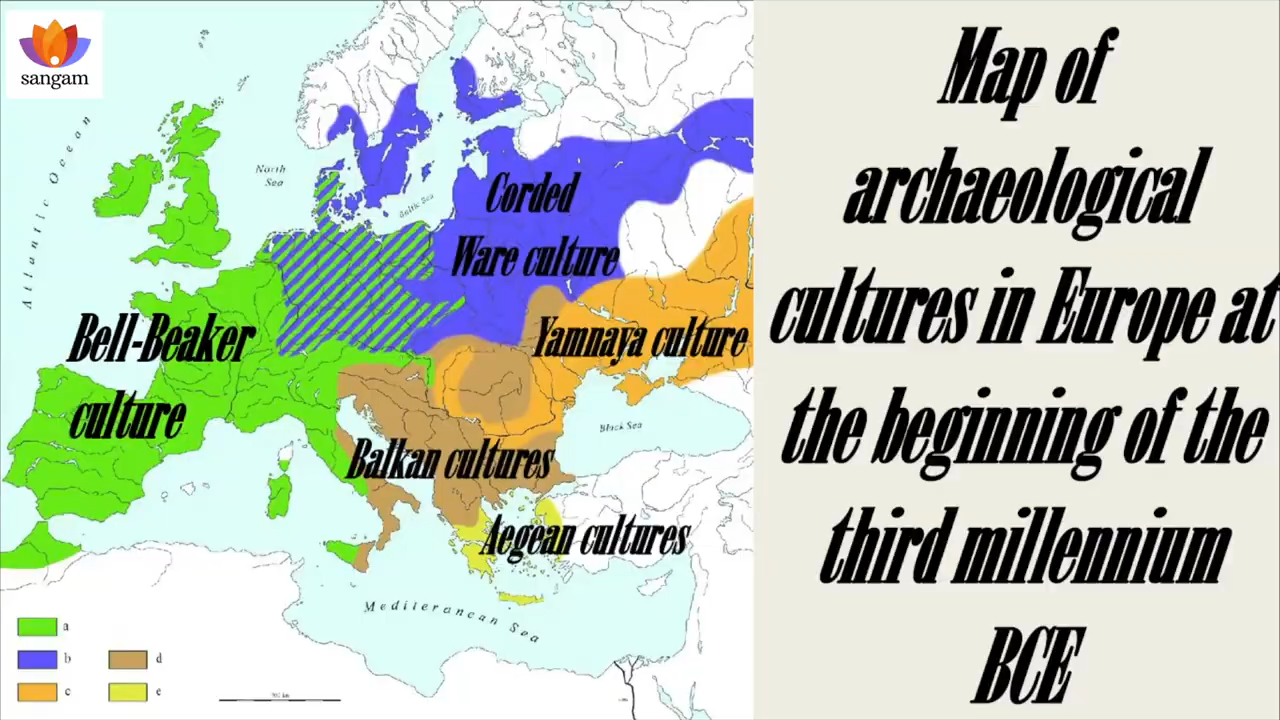 sangam
Atlantic Ocean
North
Sea
Baltic Sea
Corded
Ware culture
Bell-Beaker
culture
Yamnaya culture
Black Sea
Balkan cultures
Aegean cultures
Mediterranean Sea
a
b
c
d
e
Map of
archaeological
cultures in Europe at
the beginning of the
third millennium
BCE